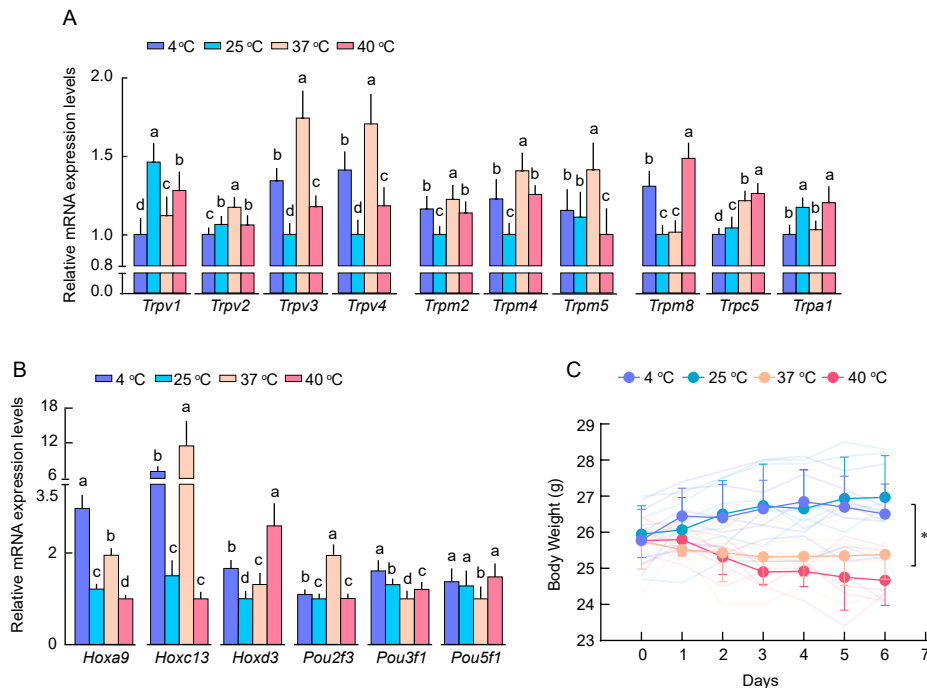 A
4 °C 25 °C 37 °C 40 °C
Relative mRNA expression levels
2.0
1.5
1.0
0.8
0.0
b a c b
c b a b
b d a c
b d a c
b c a b
b c a b
b b a c
b c c a
d c b a
b a b a
Trpv1 Trpv2 Trpv3 Trpv4 Trpm2 Trpm4 Trpm5 Trpm8 Trpc5 Trpa1
B
4 °C 25 °C 37 °C 40 °C
Relative mRNA expression levels
18
12
6
3.5
2
0
a c b d
b c a c
b d c a
b c a c
a b d c
a a b a
Hoxa9 Hoxc13 Hoxd3 Pou2f3 Pou3f1 Pou5f1
C
4 °C 25 °C 37 °C 40 °C
Body Weight (g)
29
28
27
26
25
24
23
*
0 1 2 3 4 5 6 7
Days